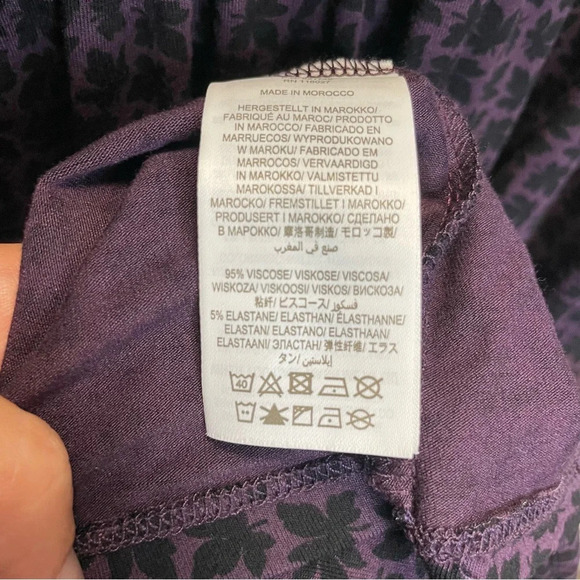 MADE IN MOROCCO
HERGESTELLT IN MAROKKO/
FABRIQUÉ AU MAROC/ PRODOTTO
IN MAROCCO/ FABRICADO EN
MARRUECOS/ WYPRODUKOWANO
W MAROKU/ FABRICADO EM
MARROCOS/ VERVAARDIGD
IN MAROKKO/ VALMISTETTU
MAROKOSSA/ TILLVERKAD I
MAROCKO/ FREMSTILLET I MAROKKO/
PRODUSERT I MAROKKO/ СДЕЛАНО
В МАРОККО/ 摩洛哥制造/ モロッコ製/
صنع في المغرب
95% VISCOSE/ VISKOSE/ VISCOSA/
WISKOZA/ VISKOOSI/ VISKOS/ ВИСКОЗА/
粘纤/ ビスコース/ فسكوز/
5% ELASTANE/ ELASTHAN/ ÉLASTHANNE/
ELASTAN/ ELASTANO/ ELASTHAAN/
ELASTAANI/ ЭЛАСТАН/ 弹性纤维/ エラス
タン/ إيلاستين/
40